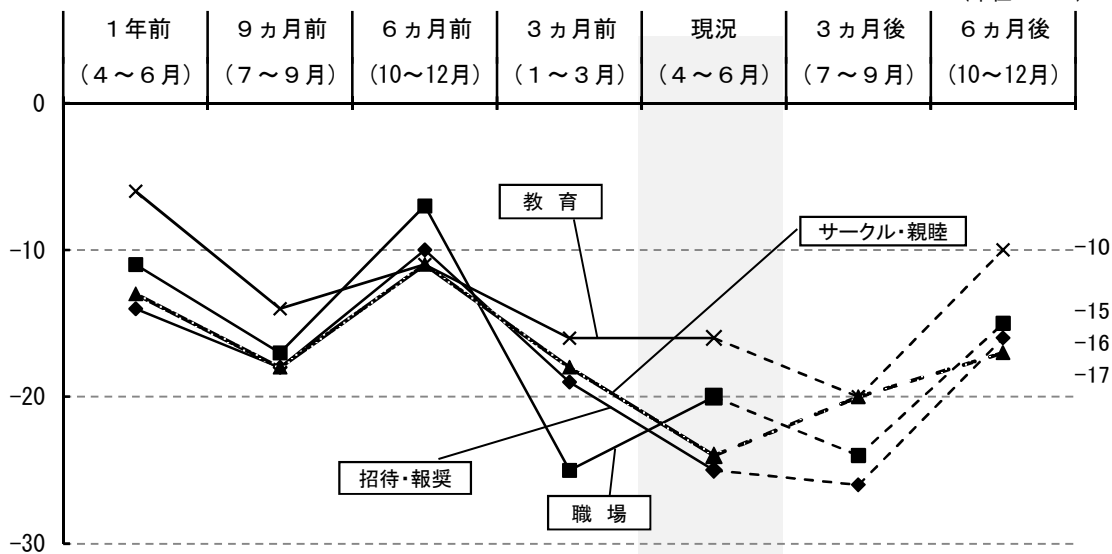 1年前 9ヵ月前 6ヵ月前 3ヵ月前 現況 3ヵ月後 6ヵ月後
(4～6月) (7～9月) (10～12月) (1～3月) (4～6月) (7～9月) (10～12月)
0
教 育
サークル・親睦
-10 -10
-15
-16
-17
-20
招待・報奨
職 場
-30